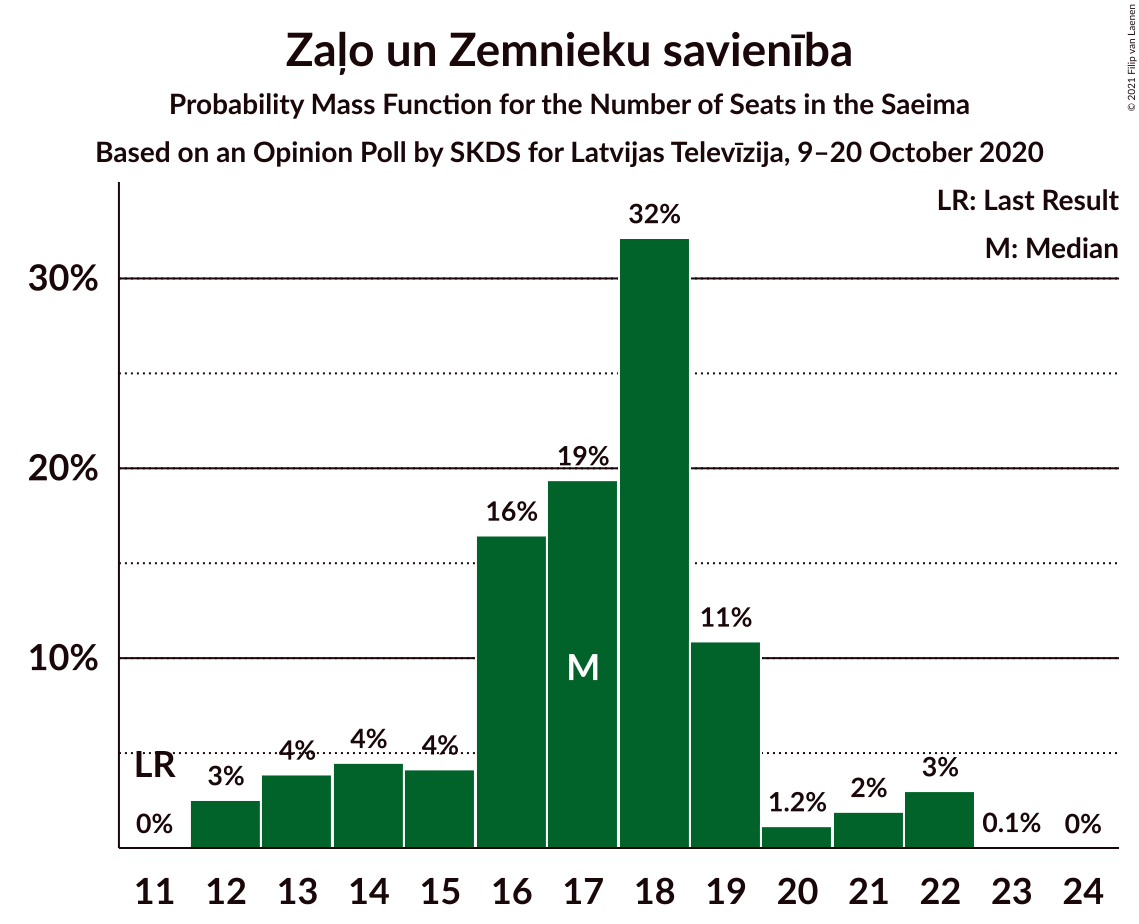 Zaļo un Zemnieku savienība
Probability Mass Function for the Number of Seats in the Saeima
Based on an Opinion Poll by SKDS for Latvijas Televīzija, 9–20 October 2020
© 2021 Filip van Laenen
LR: Last Result
M: Median
30%
20%
10%
LR
M
0%
3%
4%
4%
4%
16%
19%
32%
11%
1.2%
2%
3%
0.1%
0%
11 12 13 14 15 16 17 18 19 20 21 22 23 24